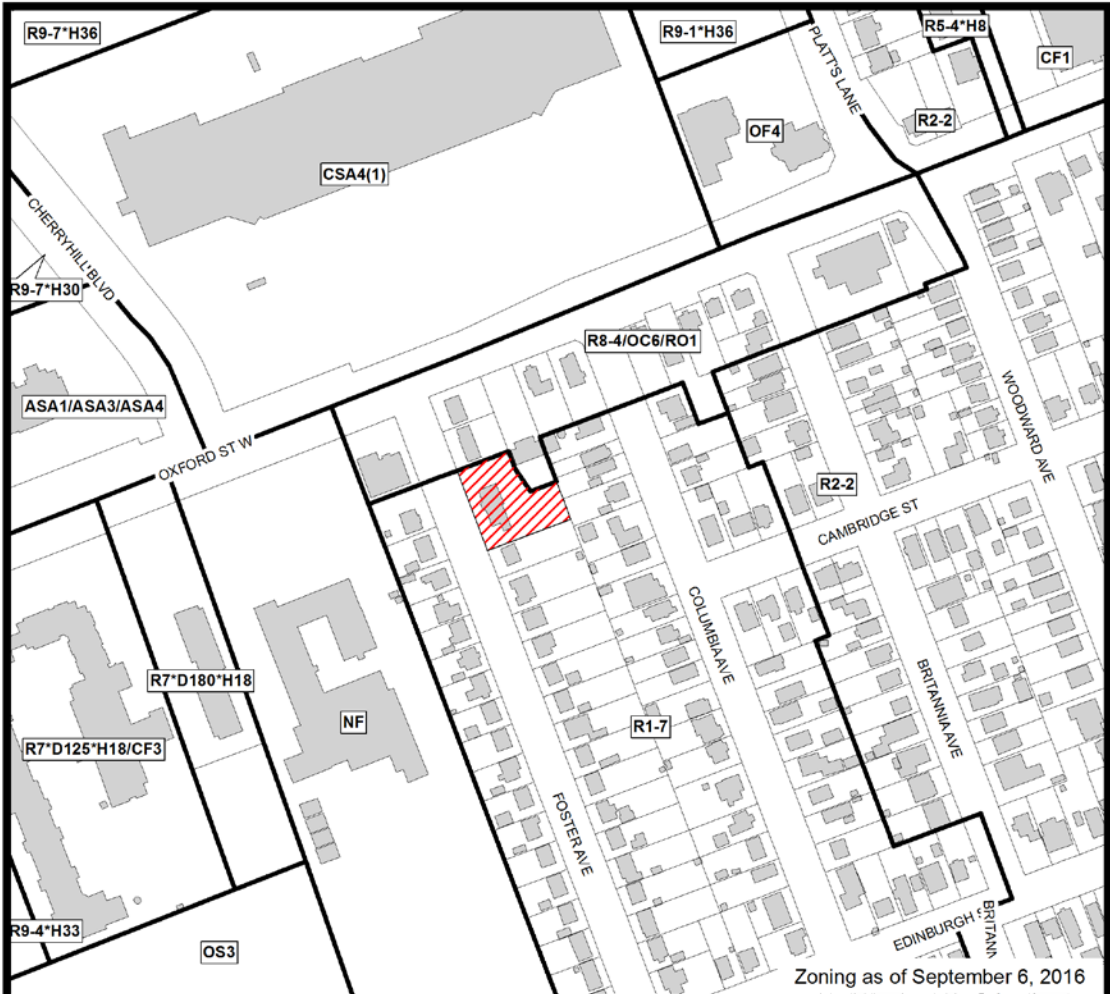 R9-7*H36
R9-1*H36
R5-4*H8
CF1
PLATT'S LANE
OF4
R2-2
CSA4(1)
CHERRYHILL BLVD
R9-7*H30
R8-4/OC6/RO1
ASA1/ASA3/ASA4
OXFORD ST W
WOODWARD AVE
R2-2
CAMBRIDGE ST
COLUMBIA AVE
BRITANNIA AVE
R7*D180*H18
NF
R1-7
R7*D125*H18/CF3
FOSTER AVE
R9-4*H33
OS3
EDINBURGH S
BRITANN
Zoning as of September 6, 2016